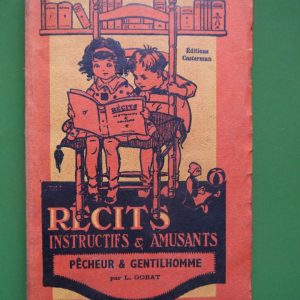 Éditions
Casterman
RÉCITS
RÉCITS
INSTRUCTIFS & AMUSANTS
PÊCHEUR & GENTILHOMME
par L. GOBAT